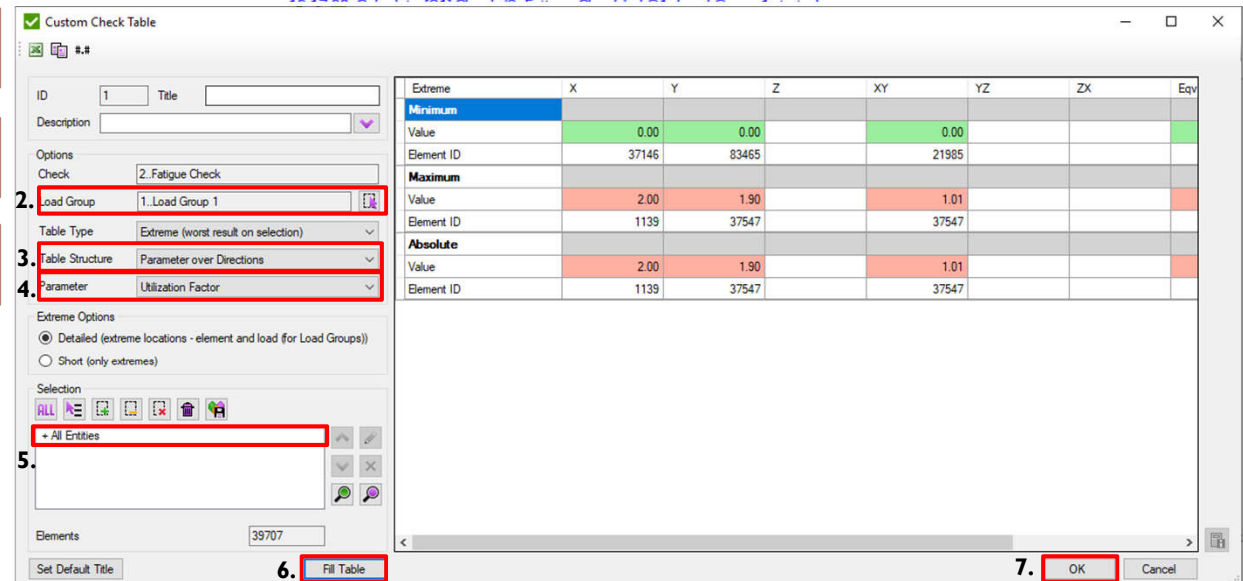 Custom Check Table
#.#
ID 1 Title
Description
Options
Check 2..Fatigue Check
2. Load Group 1..Load Group 1
Table Type Extreme (worst result on selection)
3. Table Structure Parameter over Directions
4. Parameter Utilization Factor
Extreme Options
Detailed (extreme locations - element and load (for Load Groups))
Short (only extremes)
Selection
ALL
+ All Entities
5.
Elements 39707
Set Default Title 6. Fill Table
Extreme X Y Z XY YZ ZX Eqv
Minimum
Value 0.00 0.00 0.00
Element ID 37146 83465 21985
Maximum
Value 2.00 1.90 1.01
Element ID 1139 37547 37547
Absolute
Value 2.00 1.90 1.01
Element ID 1139 37547 37547
7. OK Cancel